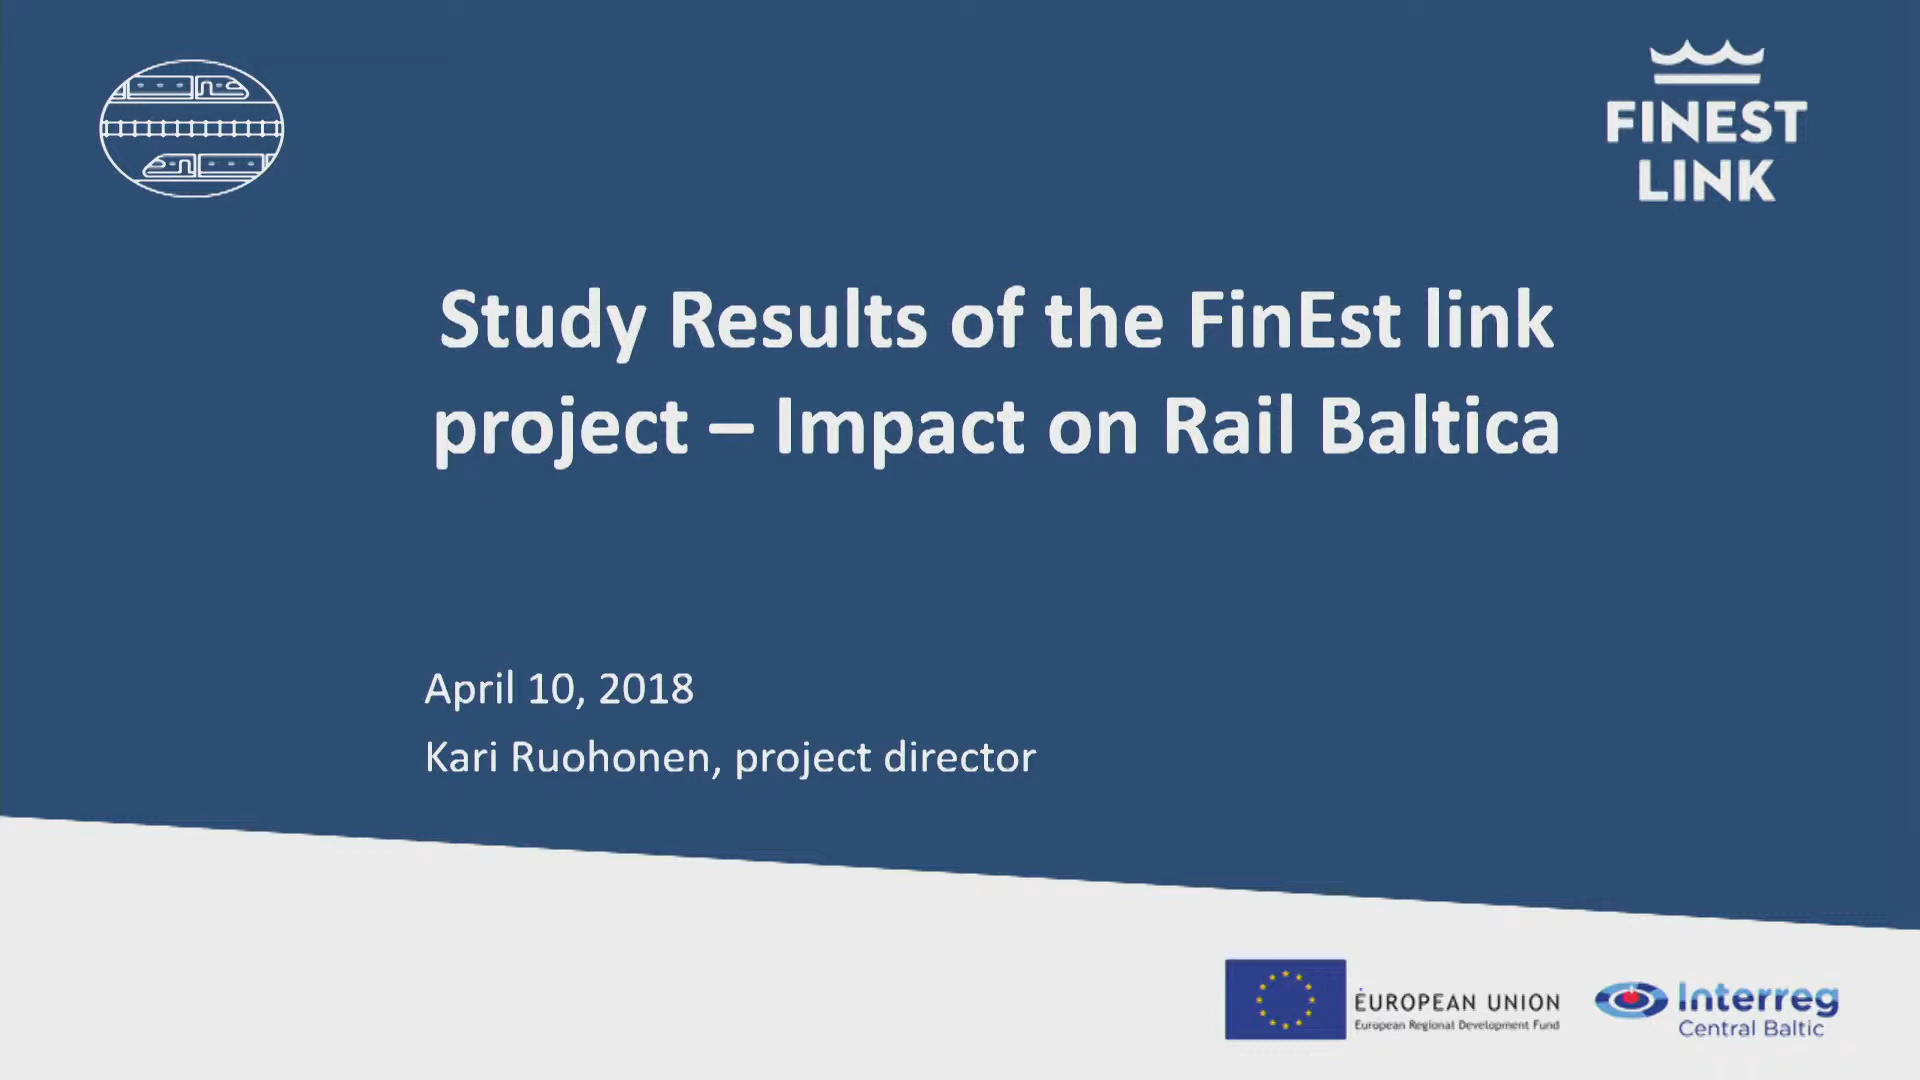 FINEST
LINK
Study Results of the FinEst link
project – Impact on Rail Baltica
April 10, 2018
Kari Ruohonen, project director
EUROPEAN UNION
European Regional Development Fund
Interreg
Central Baltic